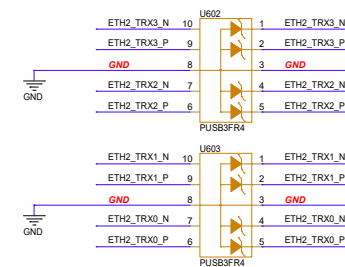 U602
ETH2_TRX3_N 10 1 ETH2_TRX3_N
ETH2_TRX3_P 9 2 ETH2_TRX3_P
GND 8 3 GND
ETH2_TRX2_N 7 4 ETH2_TRX2_N
GND
ETH2_TRX2_P 6 5 ETH2_TRX2_P
PUSB3FR4
U603
ETH2_TRX1_N 10 1 ETH2_TRX1_N
ETH2_TRX1_P 9 2 ETH2_TRX1_P
GND 8 3 GND
ETH2_TRX0_N 7 4 ETH2_TRX0_N
GND
ETH2_TRX0_P 6 5 ETH2_TRX0_P
PUSB3FR4